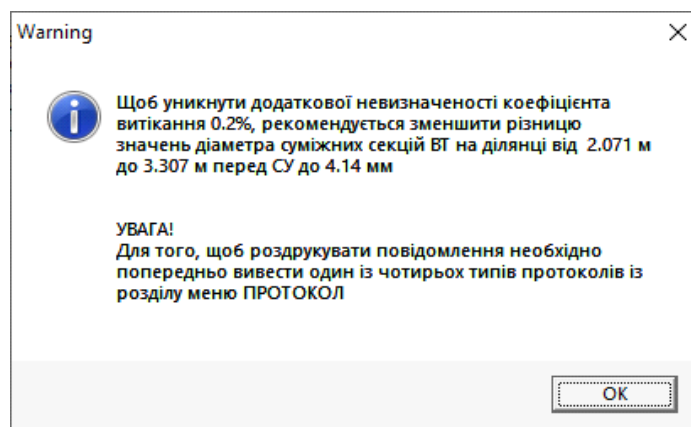 Warning
Щоб уникнути додаткової невизначеності коефіцієнта
витікання 0.2%, рекомендується зменшити різницю
значень діаметра суміжних секцій ВТ на ділянці від  2.071 м
до 3.307 м перед СУ до 4.14 мм
УВАГА!
Для того, щоб роздрукувати повідомлення необхідно
попередньо вивести один із чотирьох типів протоколів із
розділу меню ПРОТОКОЛ
OK